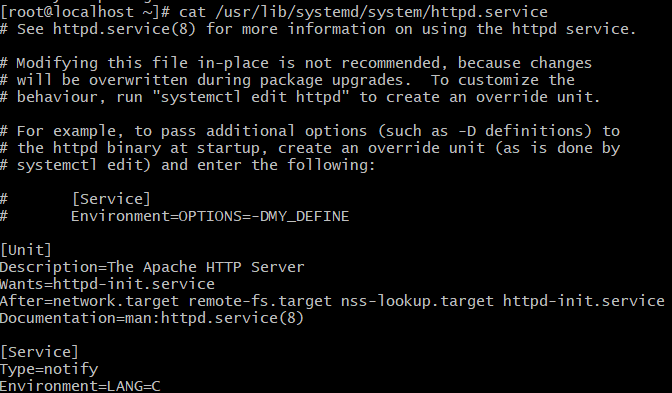 [root@localhost ~]# cat /usr/lib/systemd/system/httpd.service
# See httpd.service(8) for more information on using the httpd service.

# Modifying this file in-place is not recommended, because changes
# will be overwritten during package upgrades.  To customize the
# behaviour, run "systemctl edit httpd" to create an override unit.

# For example, to pass additional options (such as -D definitions) to
# the httpd binary at startup, create an override unit (as is done by
# systemctl edit) and enter the following:

#       [Service]
#       Environment=OPTIONS=-DMY_DEFINE

[Unit]
Description=The Apache HTTP Server
Wants=httpd-init.service
After=network.target remote-fs.target nss-lookup.target httpd-init.service
Documentation=man:httpd.service(8)

[Service]
Type=notify
Environment=LANG=C